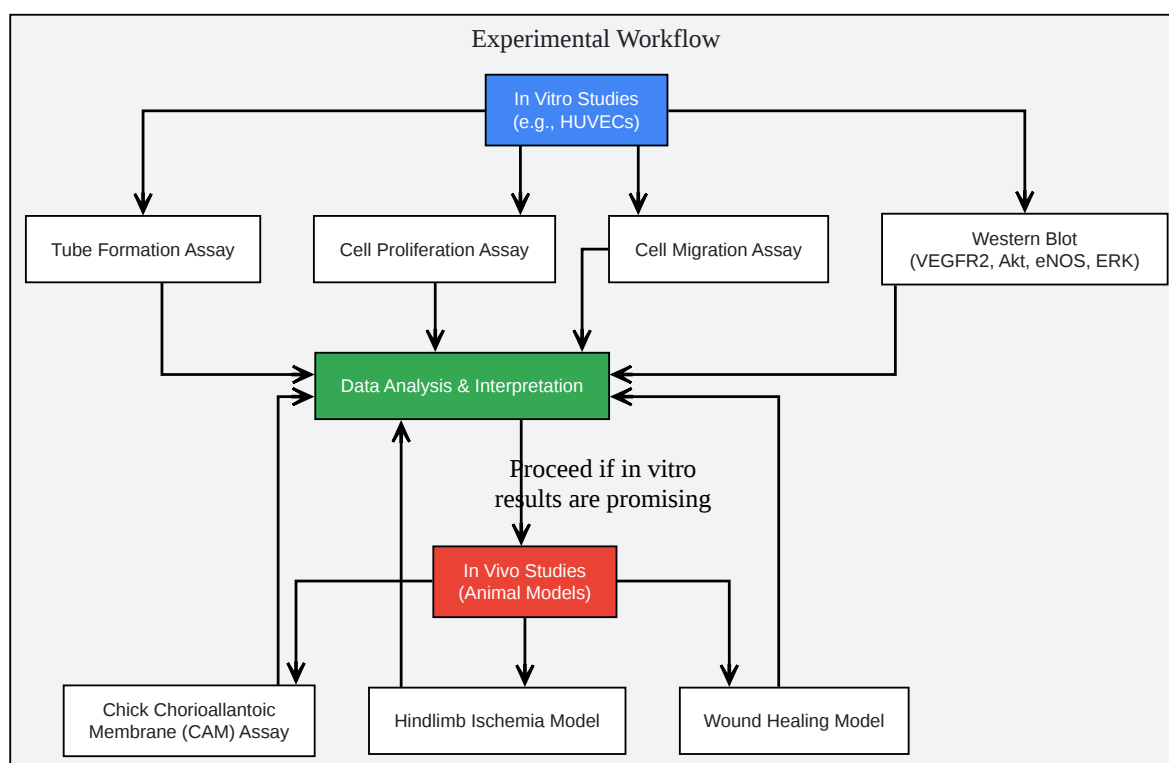 Experimental Workflow
In Vitro Studies
(e.g., HUVECs)
Tube Formation Assay
Cell Proliferation Assay
Cell Migration Assay
Western Blot
(VEGFR2, Akt, eNOS, ERK)
Data Analysis & Interpretation
Proceed if in vitro
results are promising
In Vivo Studies
(Animal Models)
Chick Chorioallantoic
Membrane (CAM) Assay
Hindlimb Ischemia Model
Wound Healing Model